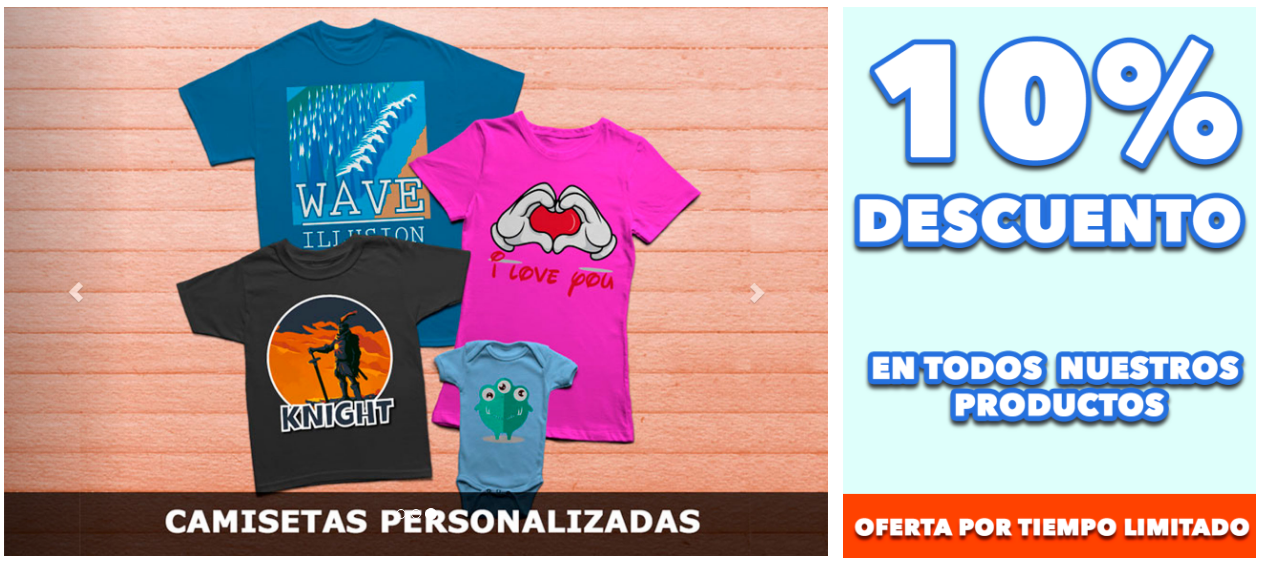 WAVE
ILLUSION
i LOVE YOU
KNIGHT
CAMISETAS PERSONALIZADAS
10%
DESCUENTO
EN TODOS NUESTROS
PRODUCTOS
OFERTA POR TIEMPO LIMITADO